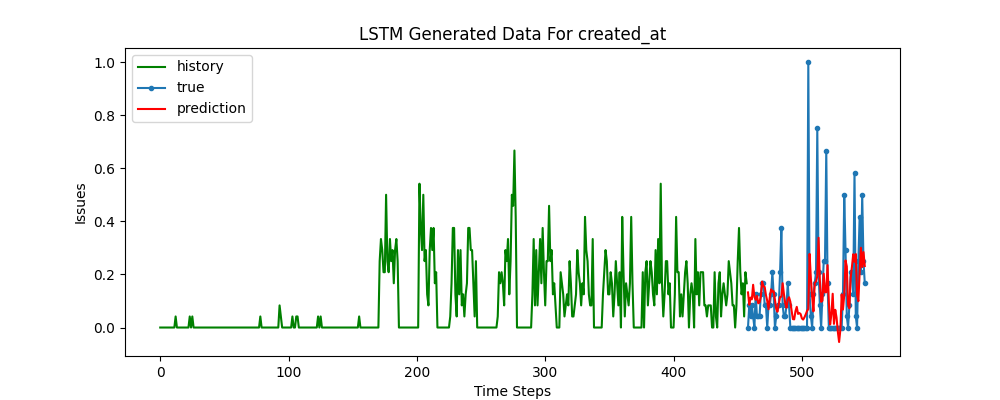 LSTM Generated Data For created_at
history
true
prediction
Issues
1.0
0.8
0.6
0.4
0.2
0.0
0 100 200 300 400 500
Time Steps